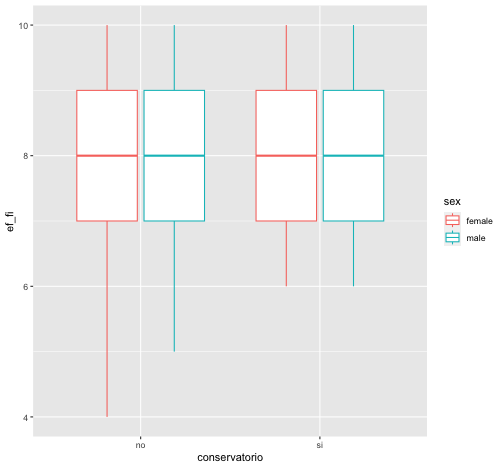 10
8
6
4
ef_fi
no
si
conservatorio
sex
female
male